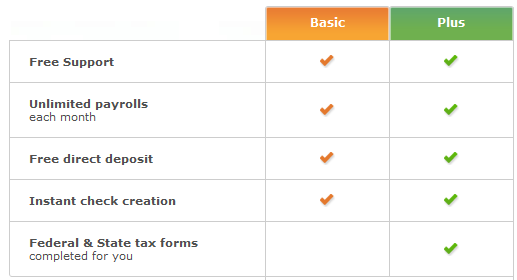 Basic Plus
Free Support
Unlimited payrolls
each month
Free direct deposit
Instant check creation
Federal & State tax forms
completed for you